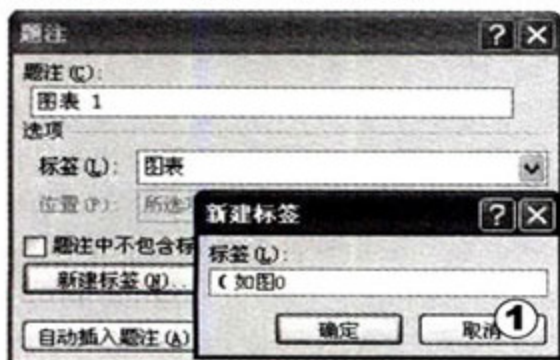 题注
题注(C):
图表 1
选项
标签(L): 图表
位置(P): 所选
新建标签
题注中不包含标
标签(L):
新建标签(N)...
(如图0
确定
取消
1
自动插入题注(A)